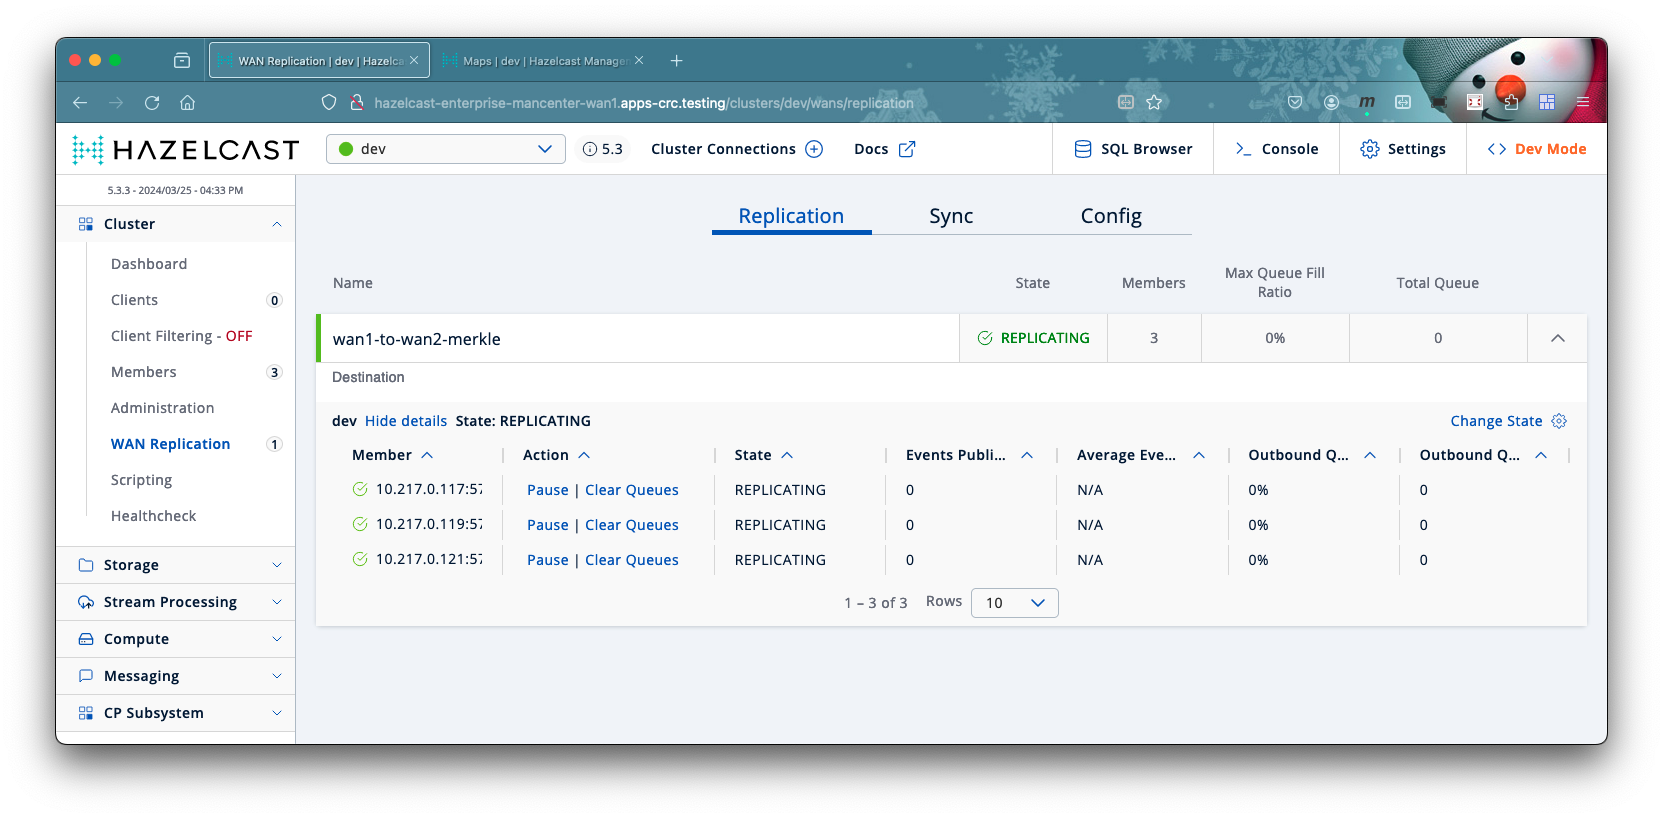 WAN Replication | dev | Hazelca
Maps | dev | Hazelcast Manager
hazelcast-enterprise-mancenter-wan1.apps-crc.testing/clusters/dev/wans/replication
HAZELCAST
dev
5.3
Cluster Connections
Docs
SQL Browser
Console
Settings
Dev Mode
5.3.3 - 2024/03/25 - 04:33 PM
Cluster
Dashboard
Clients 0
Client Filtering - OFF
Members 3
Administration
WAN Replication 1
Scripting
Healthcheck
Storage
Stream Processing
Compute
Messaging
CP Subsystem
Replication Sync Config
Name State Members Max Queue Fill Ratio Total Queue
wan1-to-wan2-merkle REPLICATING 3 0% 0
Destination
dev Hide details State: REPLICATING Change State
Member Action State Events Publi... Average Eve... Outbound Q... Outbound Q...
10.217.0.117:57 Pause | Clear Queues REPLICATING 0 N/A 0% 0
10.217.0.119:57 Pause | Clear Queues REPLICATING 0 N/A 0% 0
10.217.0.121:57 Pause | Clear Queues REPLICATING 0 N/A 0% 0
1 – 3 of 3 Rows 10